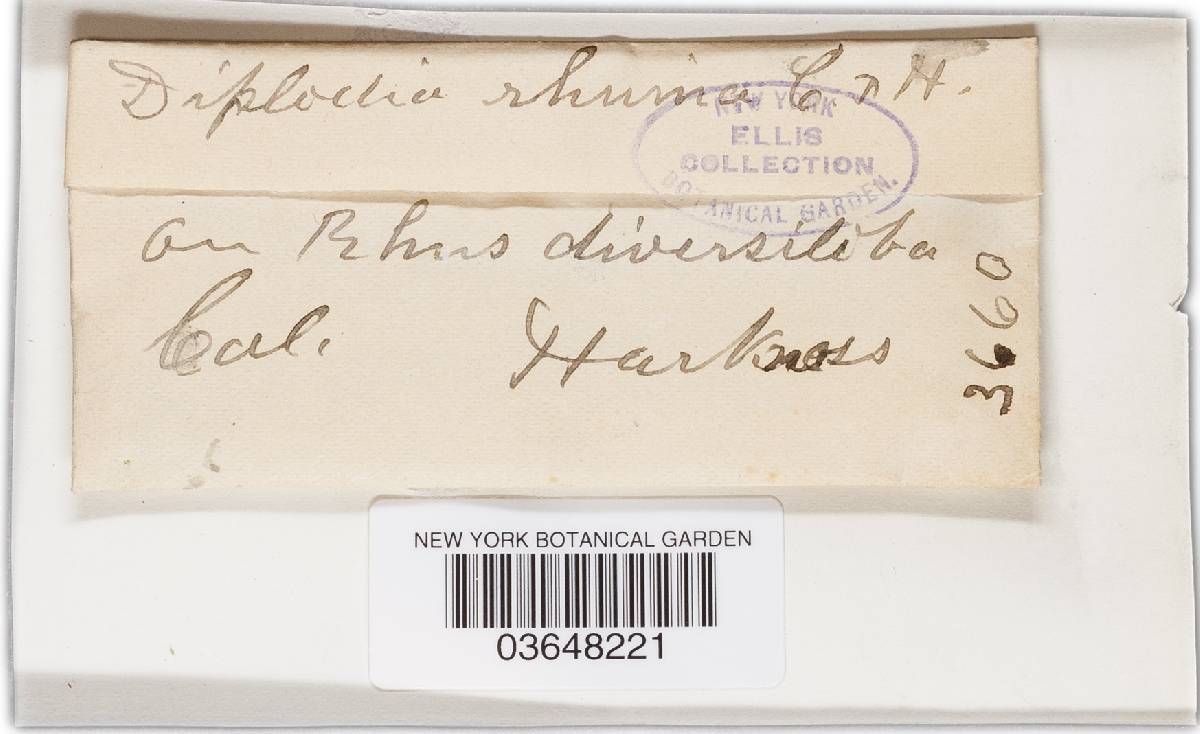 Diplodia rhuina C & H.
NEW YORK
ELLIS
COLLECTION
BOTANICAL GARDEN.
on Rhus diversiloba
Cal. Harkness
3660
NEW YORK BOTANICAL GARDEN
03648221